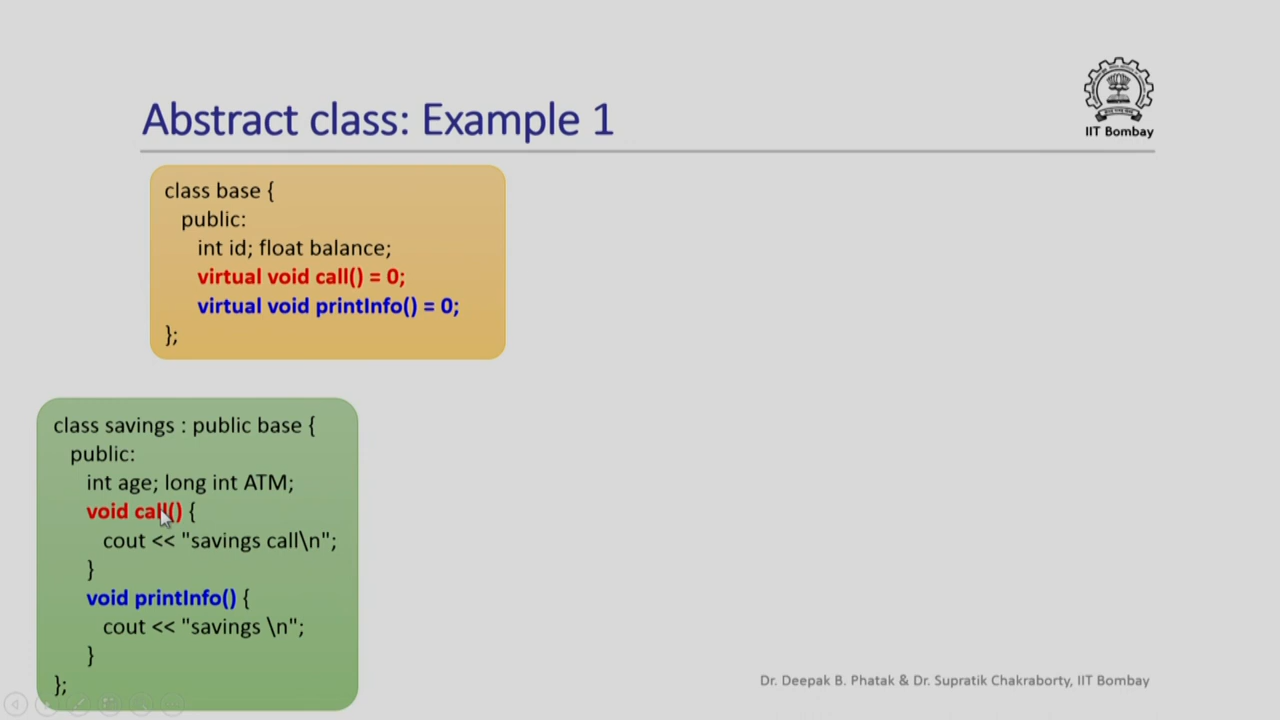 Abstract class: Example 1
IIT Bombay
class base {
public:
int id; float balance;
virtual void call() = 0;
virtual void printInfo() = 0;
};
class savings : public base {
public:
int age; long int ATM;
void call() {
cout << "savings call\n";
}
void printInfo() {
cout << "savings \n";
}
};
Dr. Deepak B. Phatak & Dr. Supratik Chakraborty, IIT Bombay